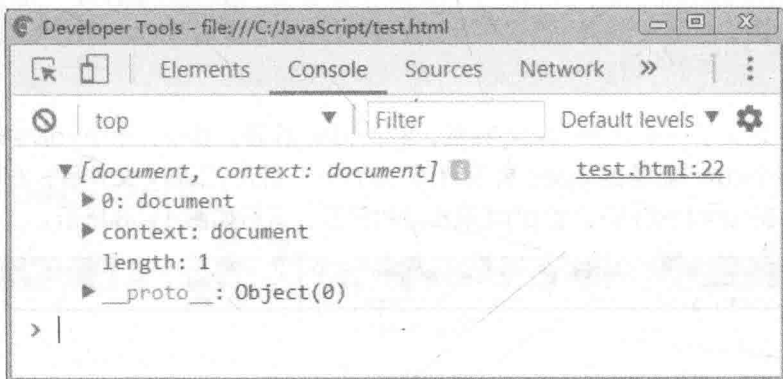 Developer Tools - file:///C:/JavaScript/test.html
Elements Console Sources Network »
top ▼ Filter Default levels ▼
▼[document, context: document] i test.html:22
▶0: document
▶context: document
length: 1
▶__proto__: Object(0)
>